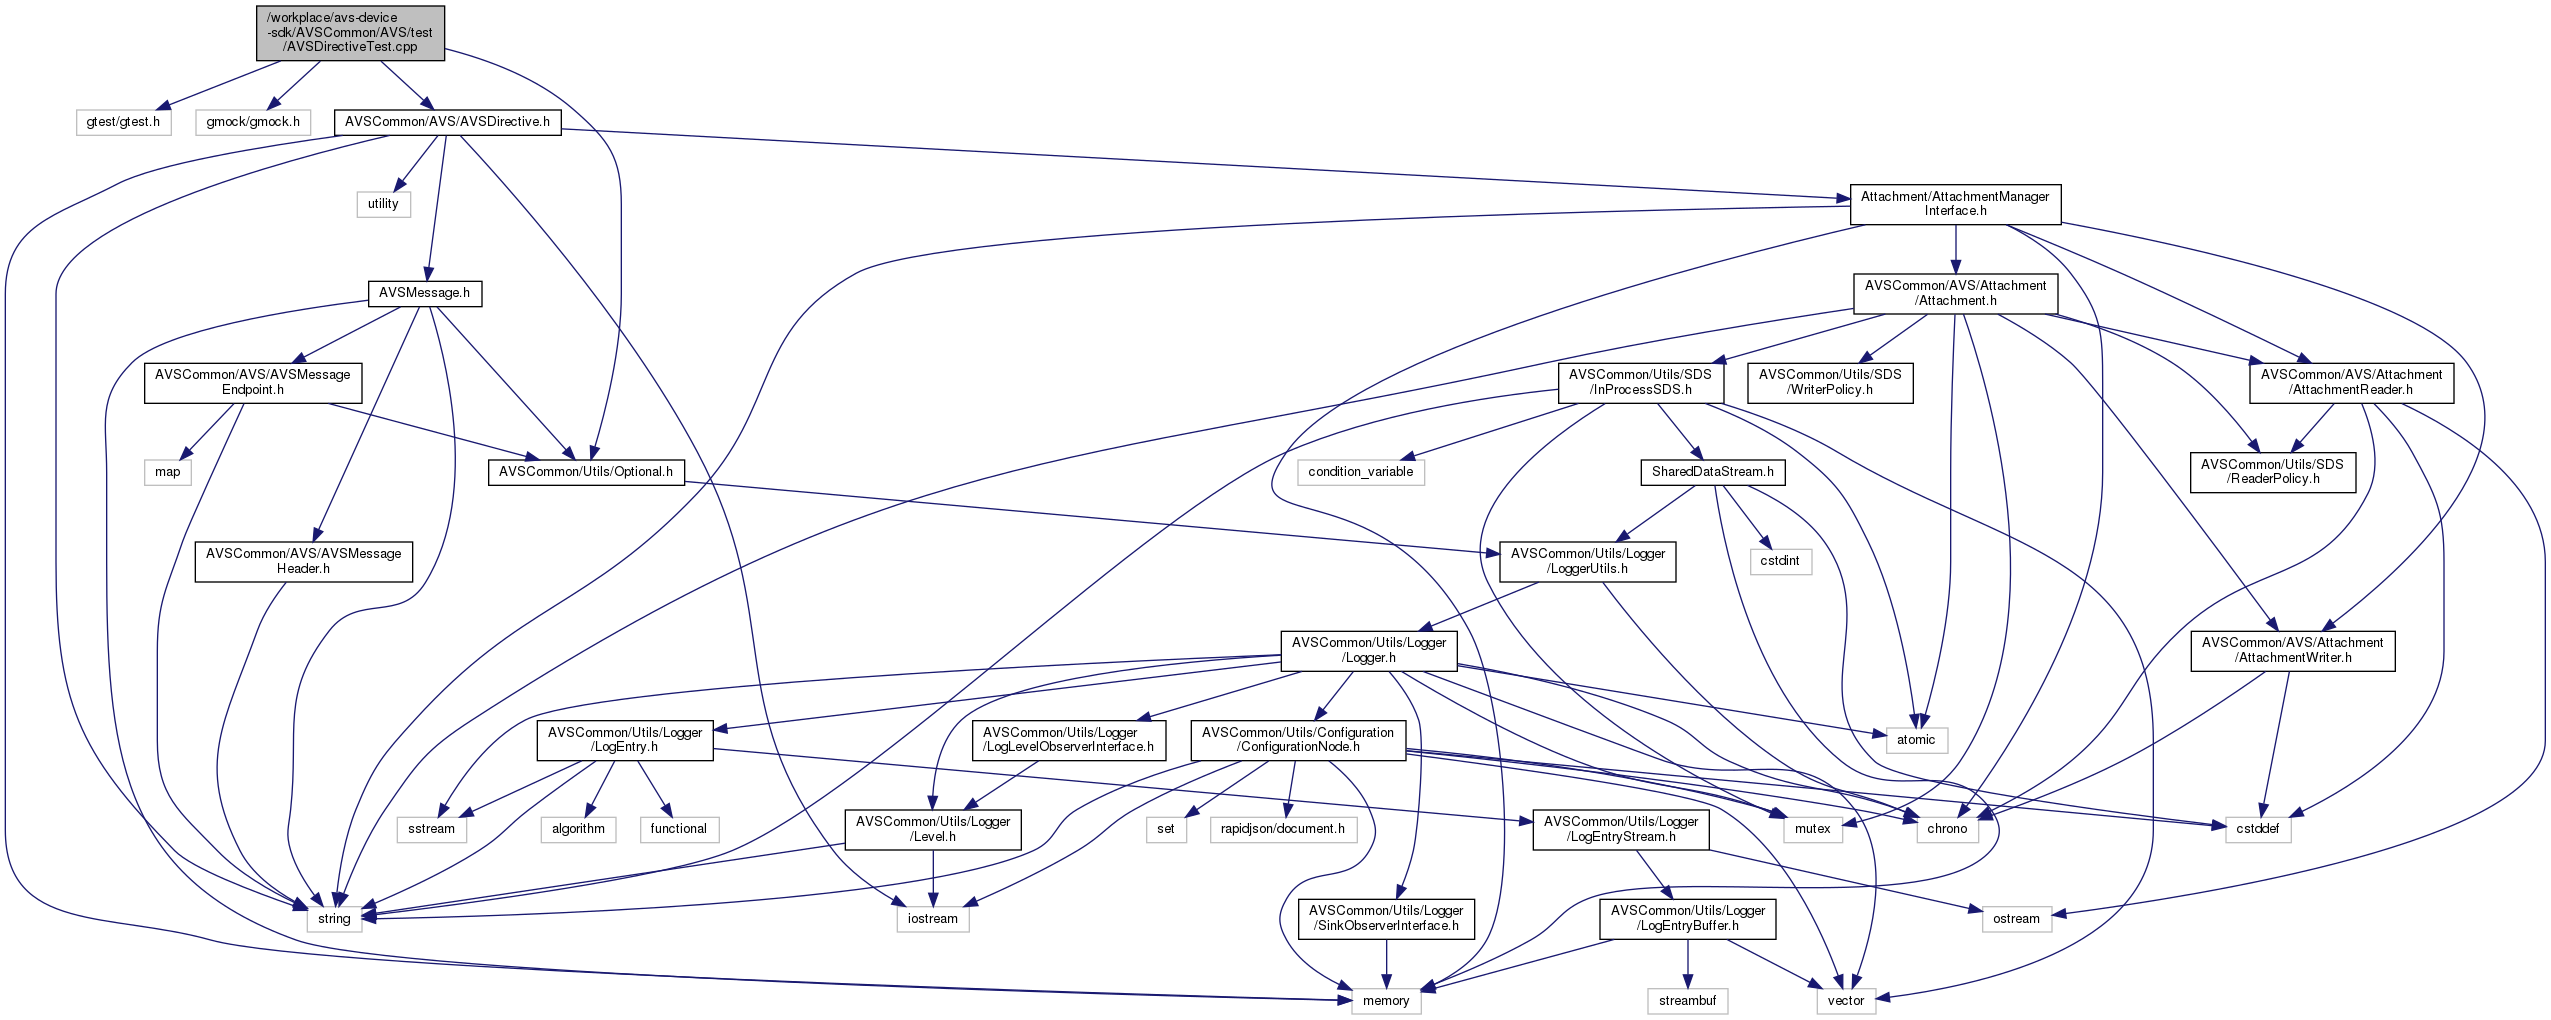 /workplace/avs-device
-sdk/AVSCommon/AVS/test
/AVSDirectiveTest.cpp
gtest/gtest.h
gmock/gmock.h
AVSCommon/AVS/AVSDirective.h
utility
Attachment/AttachmentManager
Interface.h
AVSMessage.h
AVSCommon/AVS/Attachment
/Attachment.h
AVSCommon/AVS/AVSMessage
Endpoint.h
AVSCommon/Utils/SDS
/InProcessSDS.h
AVSCommon/Utils/SDS
/WriterPolicy.h
AVSCommon/AVS/Attachment
/AttachmentReader.h
map
AVSCommon/Utils/Optional.h
condition_variable
SharedDataStream.h
AVSCommon/Utils/SDS
/ReaderPolicy.h
AVSCommon/AVS/AVSMessage
Header.h
AVSCommon/Utils/Logger
/LoggerUtils.h
cstdint
AVSCommon/Utils/Logger
/Logger.h
AVSCommon/AVS/Attachment
/AttachmentWriter.h
AVSCommon/Utils/Logger
/LogEntry.h
AVSCommon/Utils/Logger
/LogLevelObserverInterface.h
AVSCommon/Utils/Configuration
/ConfigurationNode.h
atomic
sstream
algorithm
functional
AVSCommon/Utils/Logger
/Level.h
set
rapidjson/document.h
AVSCommon/Utils/Logger
/LogEntryStream.h
mutex
chrono
cstddef
string
iostream
AVSCommon/Utils/Logger
/SinkObserverInterface.h
AVSCommon/Utils/Logger
/LogEntryBuffer.h
ostream
memory
streambuf
vector